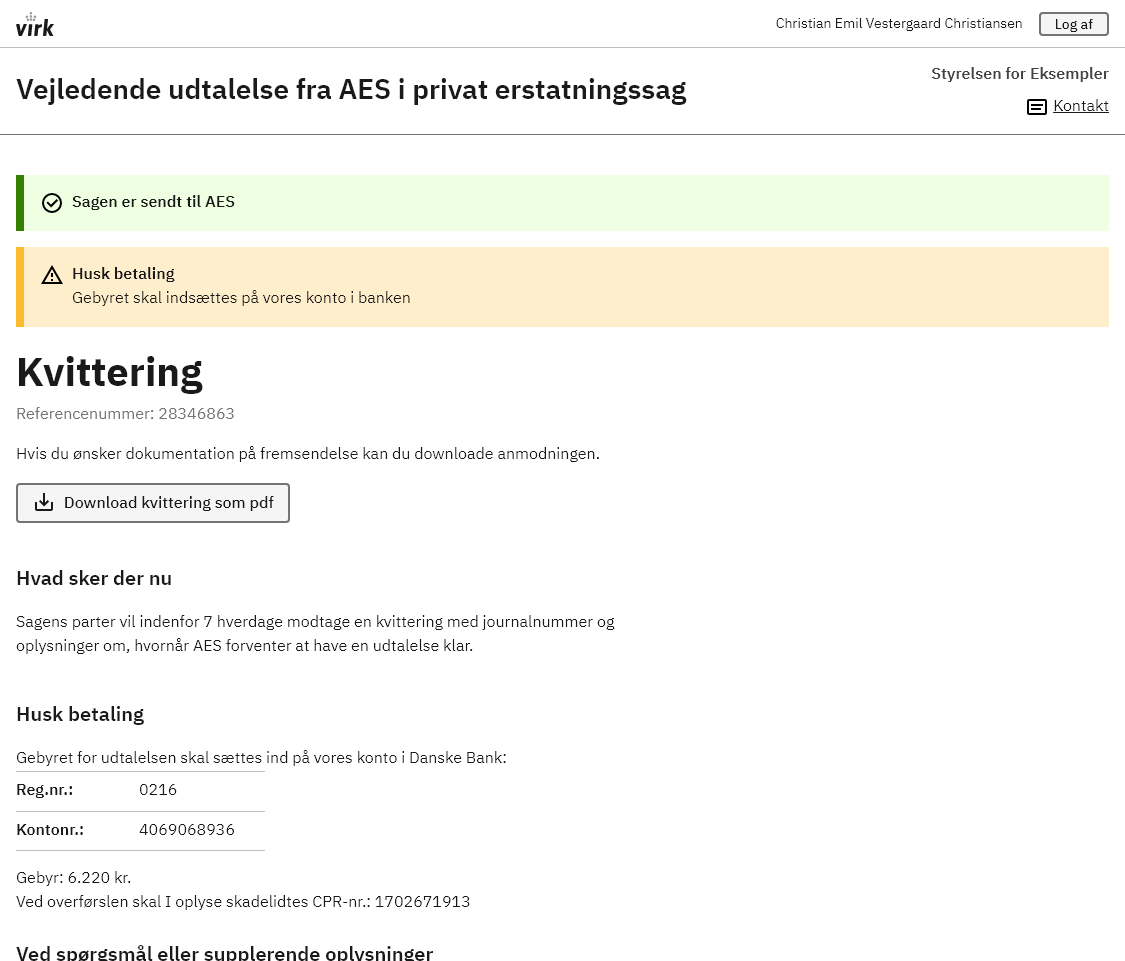 virk
Christian Emil Vestergaard Christiansen
Log af
Vejledende udtalelse fra AES i privat erstatningssag
Styrelsen for Eksempler
Kontakt
Sagen er sendt til AES
Husk betaling
Gebyret skal indsættes på vores konto i banken
Kvittering
Referencenummer: 28346863
Hvis du ønsker dokumentation på fremsendelse kan du downloade anmodningen.
Download kvittering som pdf
Hvad sker der nu
Sagens parter vil indenfor 7 hverdage modtage en kvittering med journalnummer og
oplysninger om, hvornår AES forventer at have en udtalelse klar.
Husk betaling
Gebyret for udtalelsen skal sættes ind på vores konto i Danske Bank:
Reg.nr.: 0216
Kontonr.: 4069068936
Gebyr: 6.220 kr.
Ved overførslen skal I oplyse skadelidtes CPR-nr.: 1702671913
Ved spørgsmål eller supplerende oplysninger